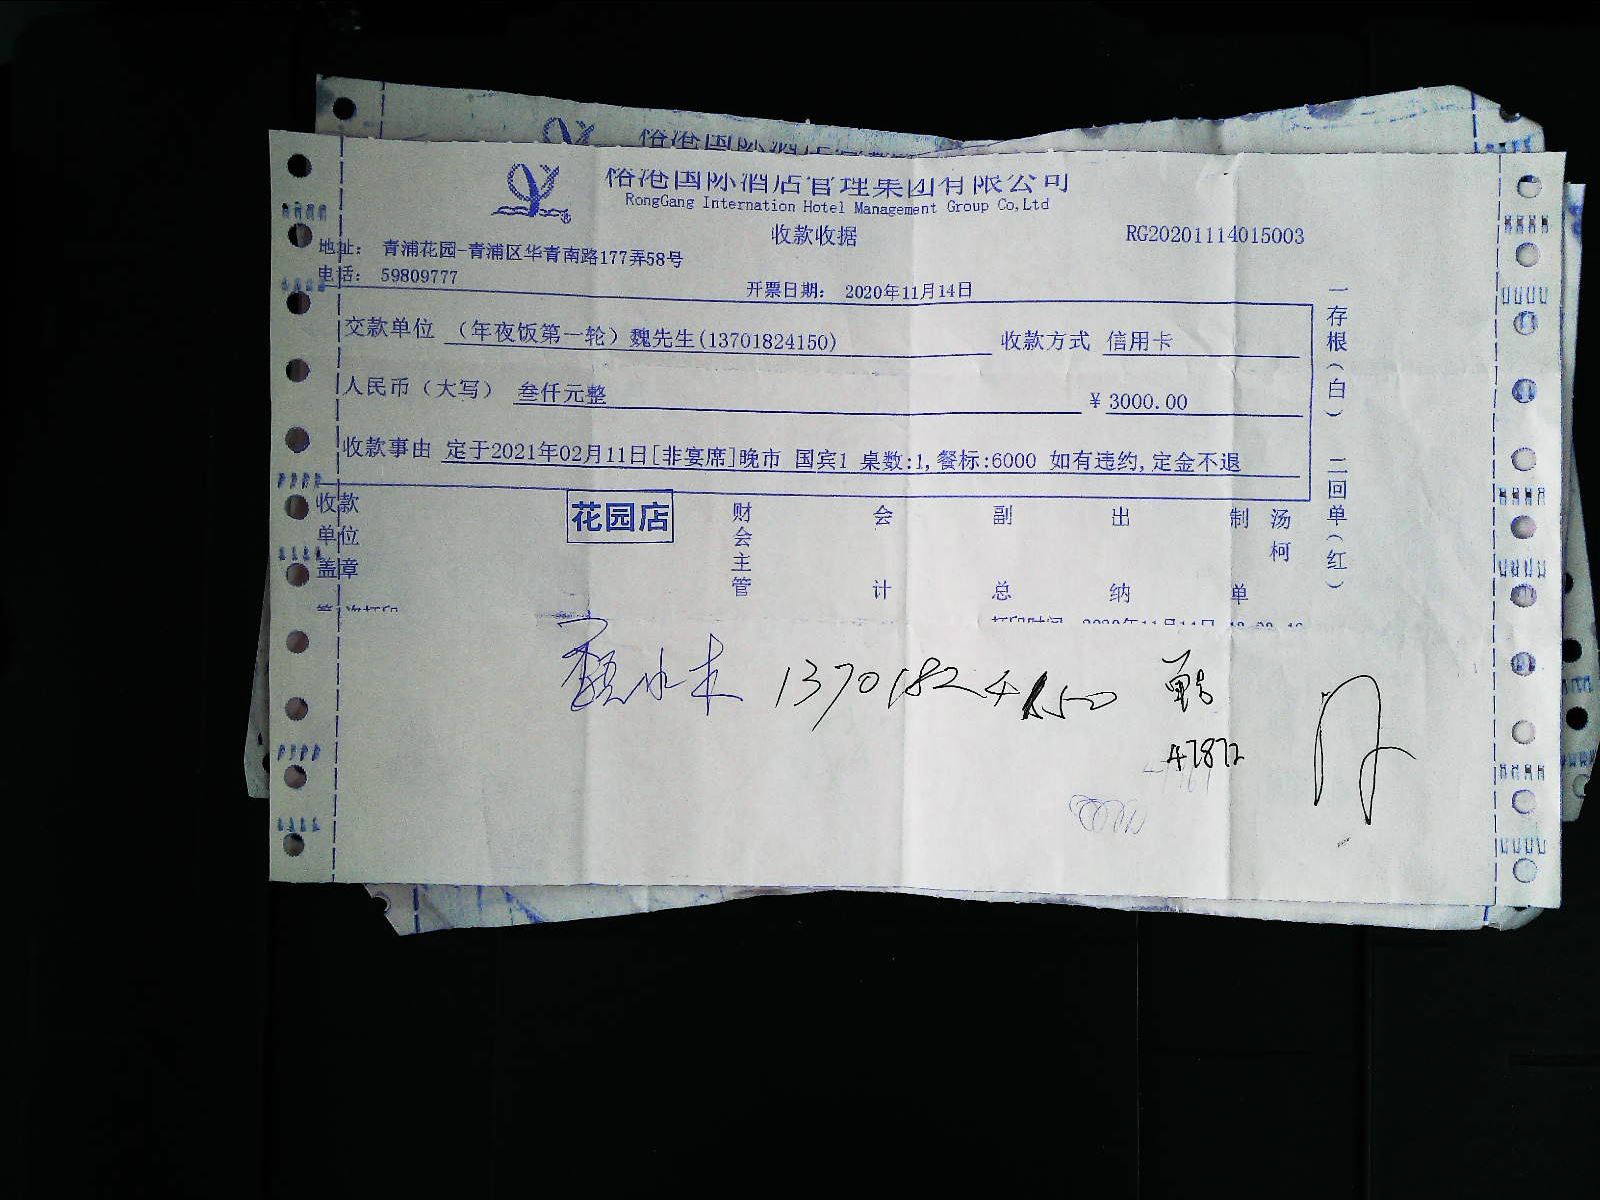 裕港国际酒店管理集团有限公司
RongGang Internation Hotel Management Group Co,Ltd
收款收据
RG20201114015003
地址： 青浦花园-青浦区华青南路177弄58号
电话： 59809777
开票日期： 2020年11月14日
交款单位 （年夜饭第一轮）魏先生(13701824150) 收款方式 信用卡
人民币（大写） 叁仟元整 ¥ 3000.00
收款事由 定于2021年02月11日[非宴席]晚市 国宾1 桌数:1,餐标:6000 如有违约,定金不退
一存根（白） 二回单（红）
收款单位盖章
花园店
财会主管
会计
副总
出纳
制单
汤柯
打印时间
13701824150
47872